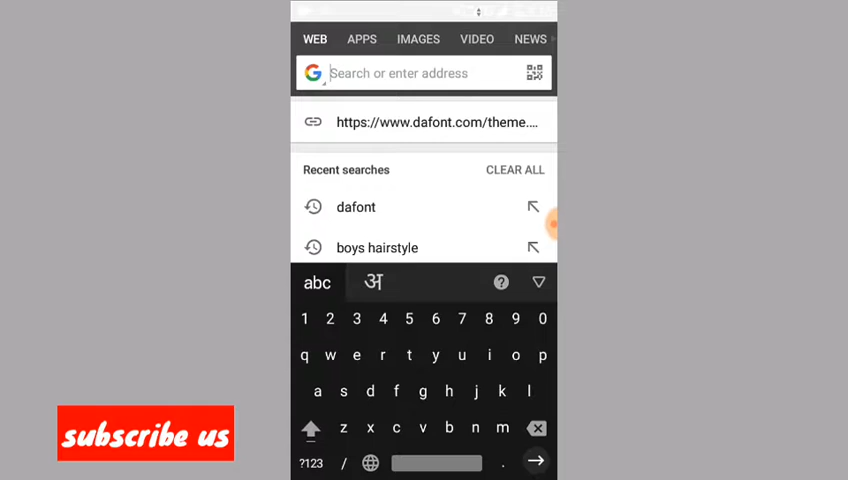 WEB APPS IMAGES VIDEO NEWS
G Search or enter address
https://www.dafont.com/theme....
Recent searches CLEAR ALL
dafont
boys hairstyle
abc अ ?
1 2 3 4 5 6 7 8 9 0
q w e r t y u i o p
a s d f g h j k l
z x c v b n m
?123 / .
subscribe us